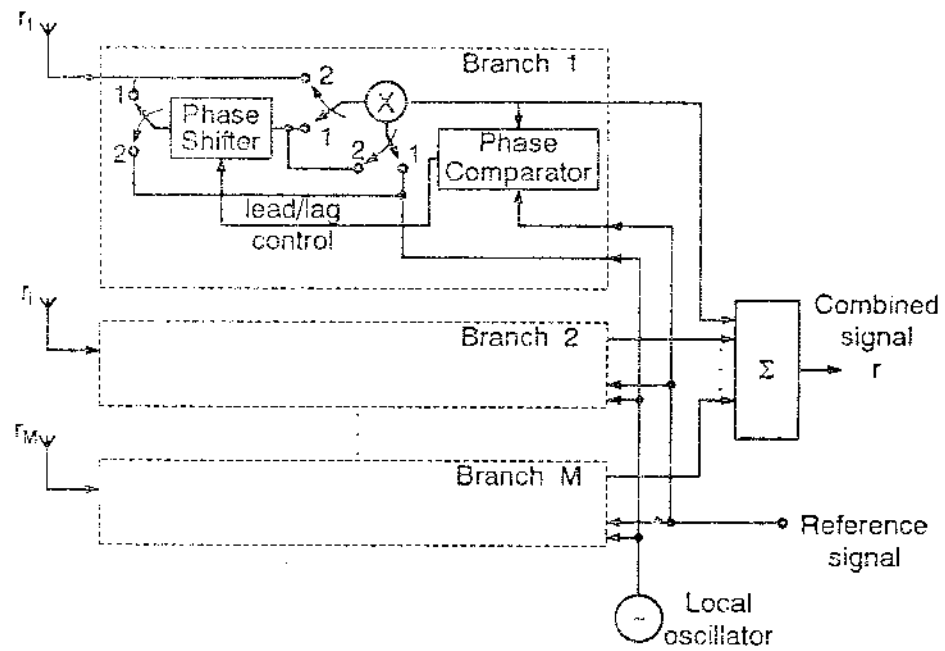 r1
Branch 1
2
1
Phase
Shifter
X
1
2
2
1
Phase
Comparator
lead/lag
control
ri
Branch 2
Combined
signal
Σ
r
rM
Branch M
Reference
signal
~
Local
oscillator